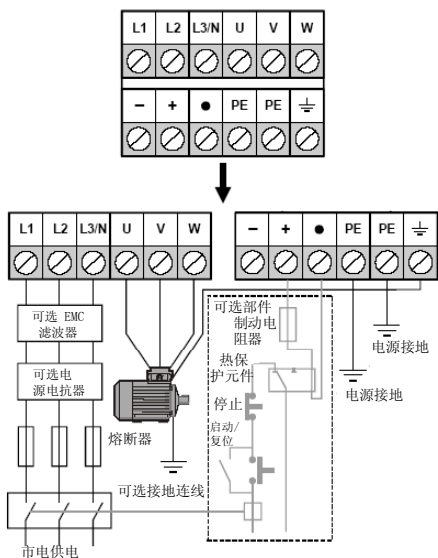 L1 L2 L3/N U V W
− + ● PE PE ⏚
L1 L2 L3/N U V W
− + ● PE PE ⏚
可选 EMC
滤波器
可选电
源电抗器
熔断器
可选接地连线
市电供电
可选部件
制动电
阻器
热保
护元件
停止
启动/
复位
电源接地
电源接地